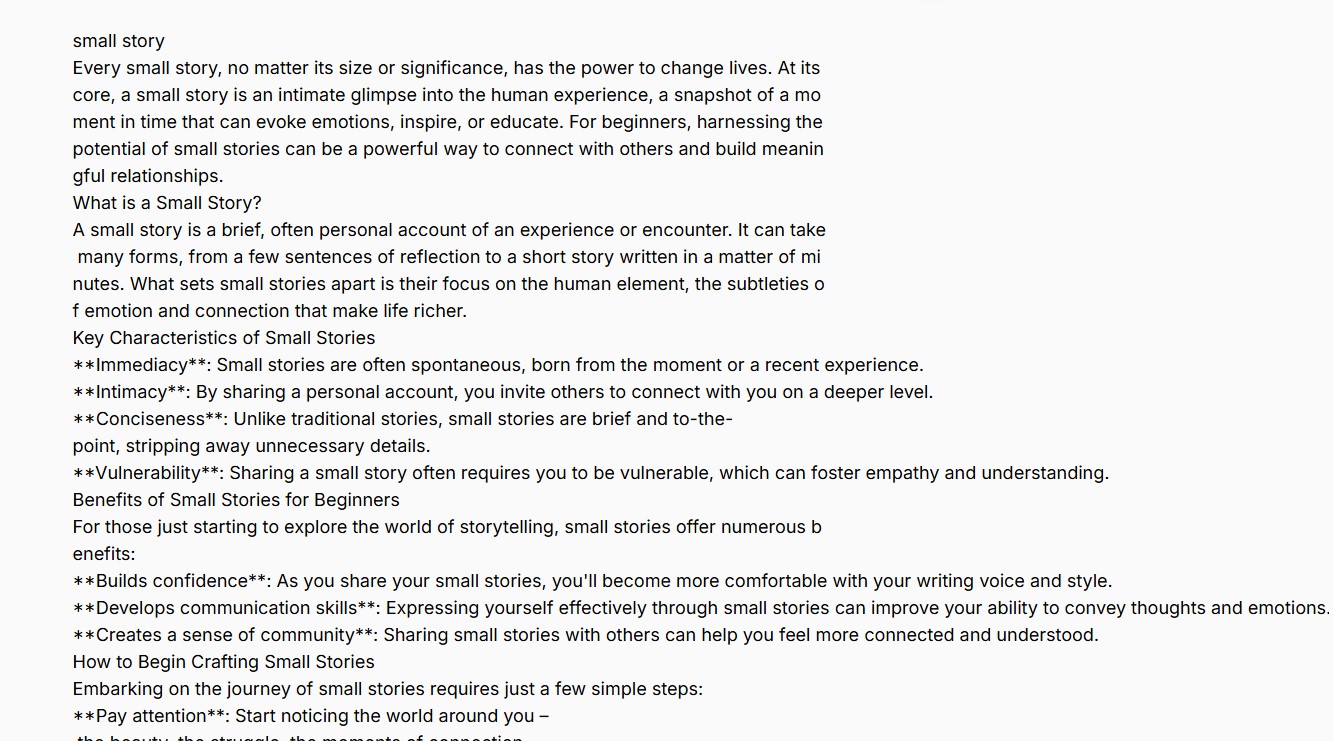 small story
Every small story, no matter its size or significance, has the power to change lives. At its
core, a small story is an intimate glimpse into the human experience, a snapshot of a mo
ment in time that can evoke emotions, inspire, or educate. For beginners, harnessing the
potential of small stories can be a powerful way to connect with others and build meanin
gful relationships.
What is a Small Story?
A small story is a brief, often personal account of an experience or encounter. It can take
many forms, from a few sentences of reflection to a short story written in a matter of mi
nutes. What sets small stories apart is their focus on the human element, the subtleties o
f emotion and connection that make life richer.
Key Characteristics of Small Stories
**Immediacy**: Small stories are often spontaneous, born from the moment or a recent experience.
**Intimacy**: By sharing a personal account, you invite others to connect with you on a deeper level.
**Conciseness**: Unlike traditional stories, small stories are brief and to-the-
point, stripping away unnecessary details.
**Vulnerability**: Sharing a small story often requires you to be vulnerable, which can foster empathy and understanding.
Benefits of Small Stories for Beginners
For those just starting to explore the world of storytelling, small stories offer numerous b
enefits:
**Builds confidence**: As you share your small stories, you'll become more comfortable with your writing voice and style.
**Develops communication skills**: Expressing yourself effectively through small stories can improve your ability to convey thoughts and emotions.
**Creates a sense of community**: Sharing small stories with others can help you feel more connected and understood.
How to Begin Crafting Small Stories
Embarking on the journey of small stories requires just a few simple steps:
**Pay attention**: Start noticing the world around you –
the beauty, the struggle, the moments of connection.